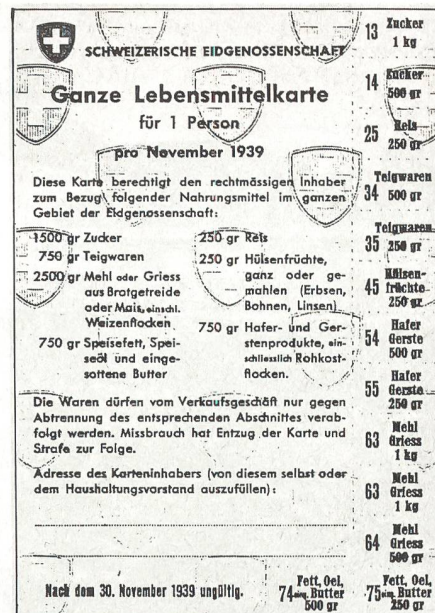 SCHWEIZERISCHE EIDGENOSSENSCHAFT
Ganze Lebensmittelkarte
für 1 Person
pro November 1939
Diese Karte berechtigt den rechtmässigen Inhaber
zum Bezug folgender Nahrungsmittel im ganzen
Gebiet der Eidgenossenschaft:
1500 gr Zucker
750 gr Teigwaren
2500 gr Mehl oder Griess
aus Brotgetreide
oder Mais, einschl.
Weizenflocken
750 gr Speisefett, Spei-
seöl und einge-
sottene Butter
250 gr Reis
250 gr Hülsenfrüchte,
ganz oder ge-
mahlen (Erbsen,
Bohnen, Linsen)
750 gr Hafer- und Ger-
stenprodukte, ein-
schliesslich Rohkost-
flocken.
Die Waren dürfen vom Verkaufsgeschäft nur gegen
Abtrennung des entsprechenden Abschnittes verab-
folgt werden. Missbrauch hat Entzug der Karte und
Strafe zur Folge.
Adresse des Karteninhabers (von diesem selbst oder
dem Haushaltungsvorstand auszufüllen):
Nach dem 30. November 1939 ungültig.
74 Fett, Oel,
eing. Butter
500 gr
13 Zucker
1 kg
14 Zucker
500 gr
25 Reis
250 gr
Teigwaren
34 500 gr
Teigwaren
35 250 gr
45 Hülsen-
früchte
250 gr
54 Hafer
Gerste
500 gr
55 Hafer
Gerste
250 gr
63 Mehl
Griess
1 kg
63 Mehl
Griess
1 kg
64 Mehl
Griess
500 gr
75 Fett, Oel,
eing. Butter
250 gr